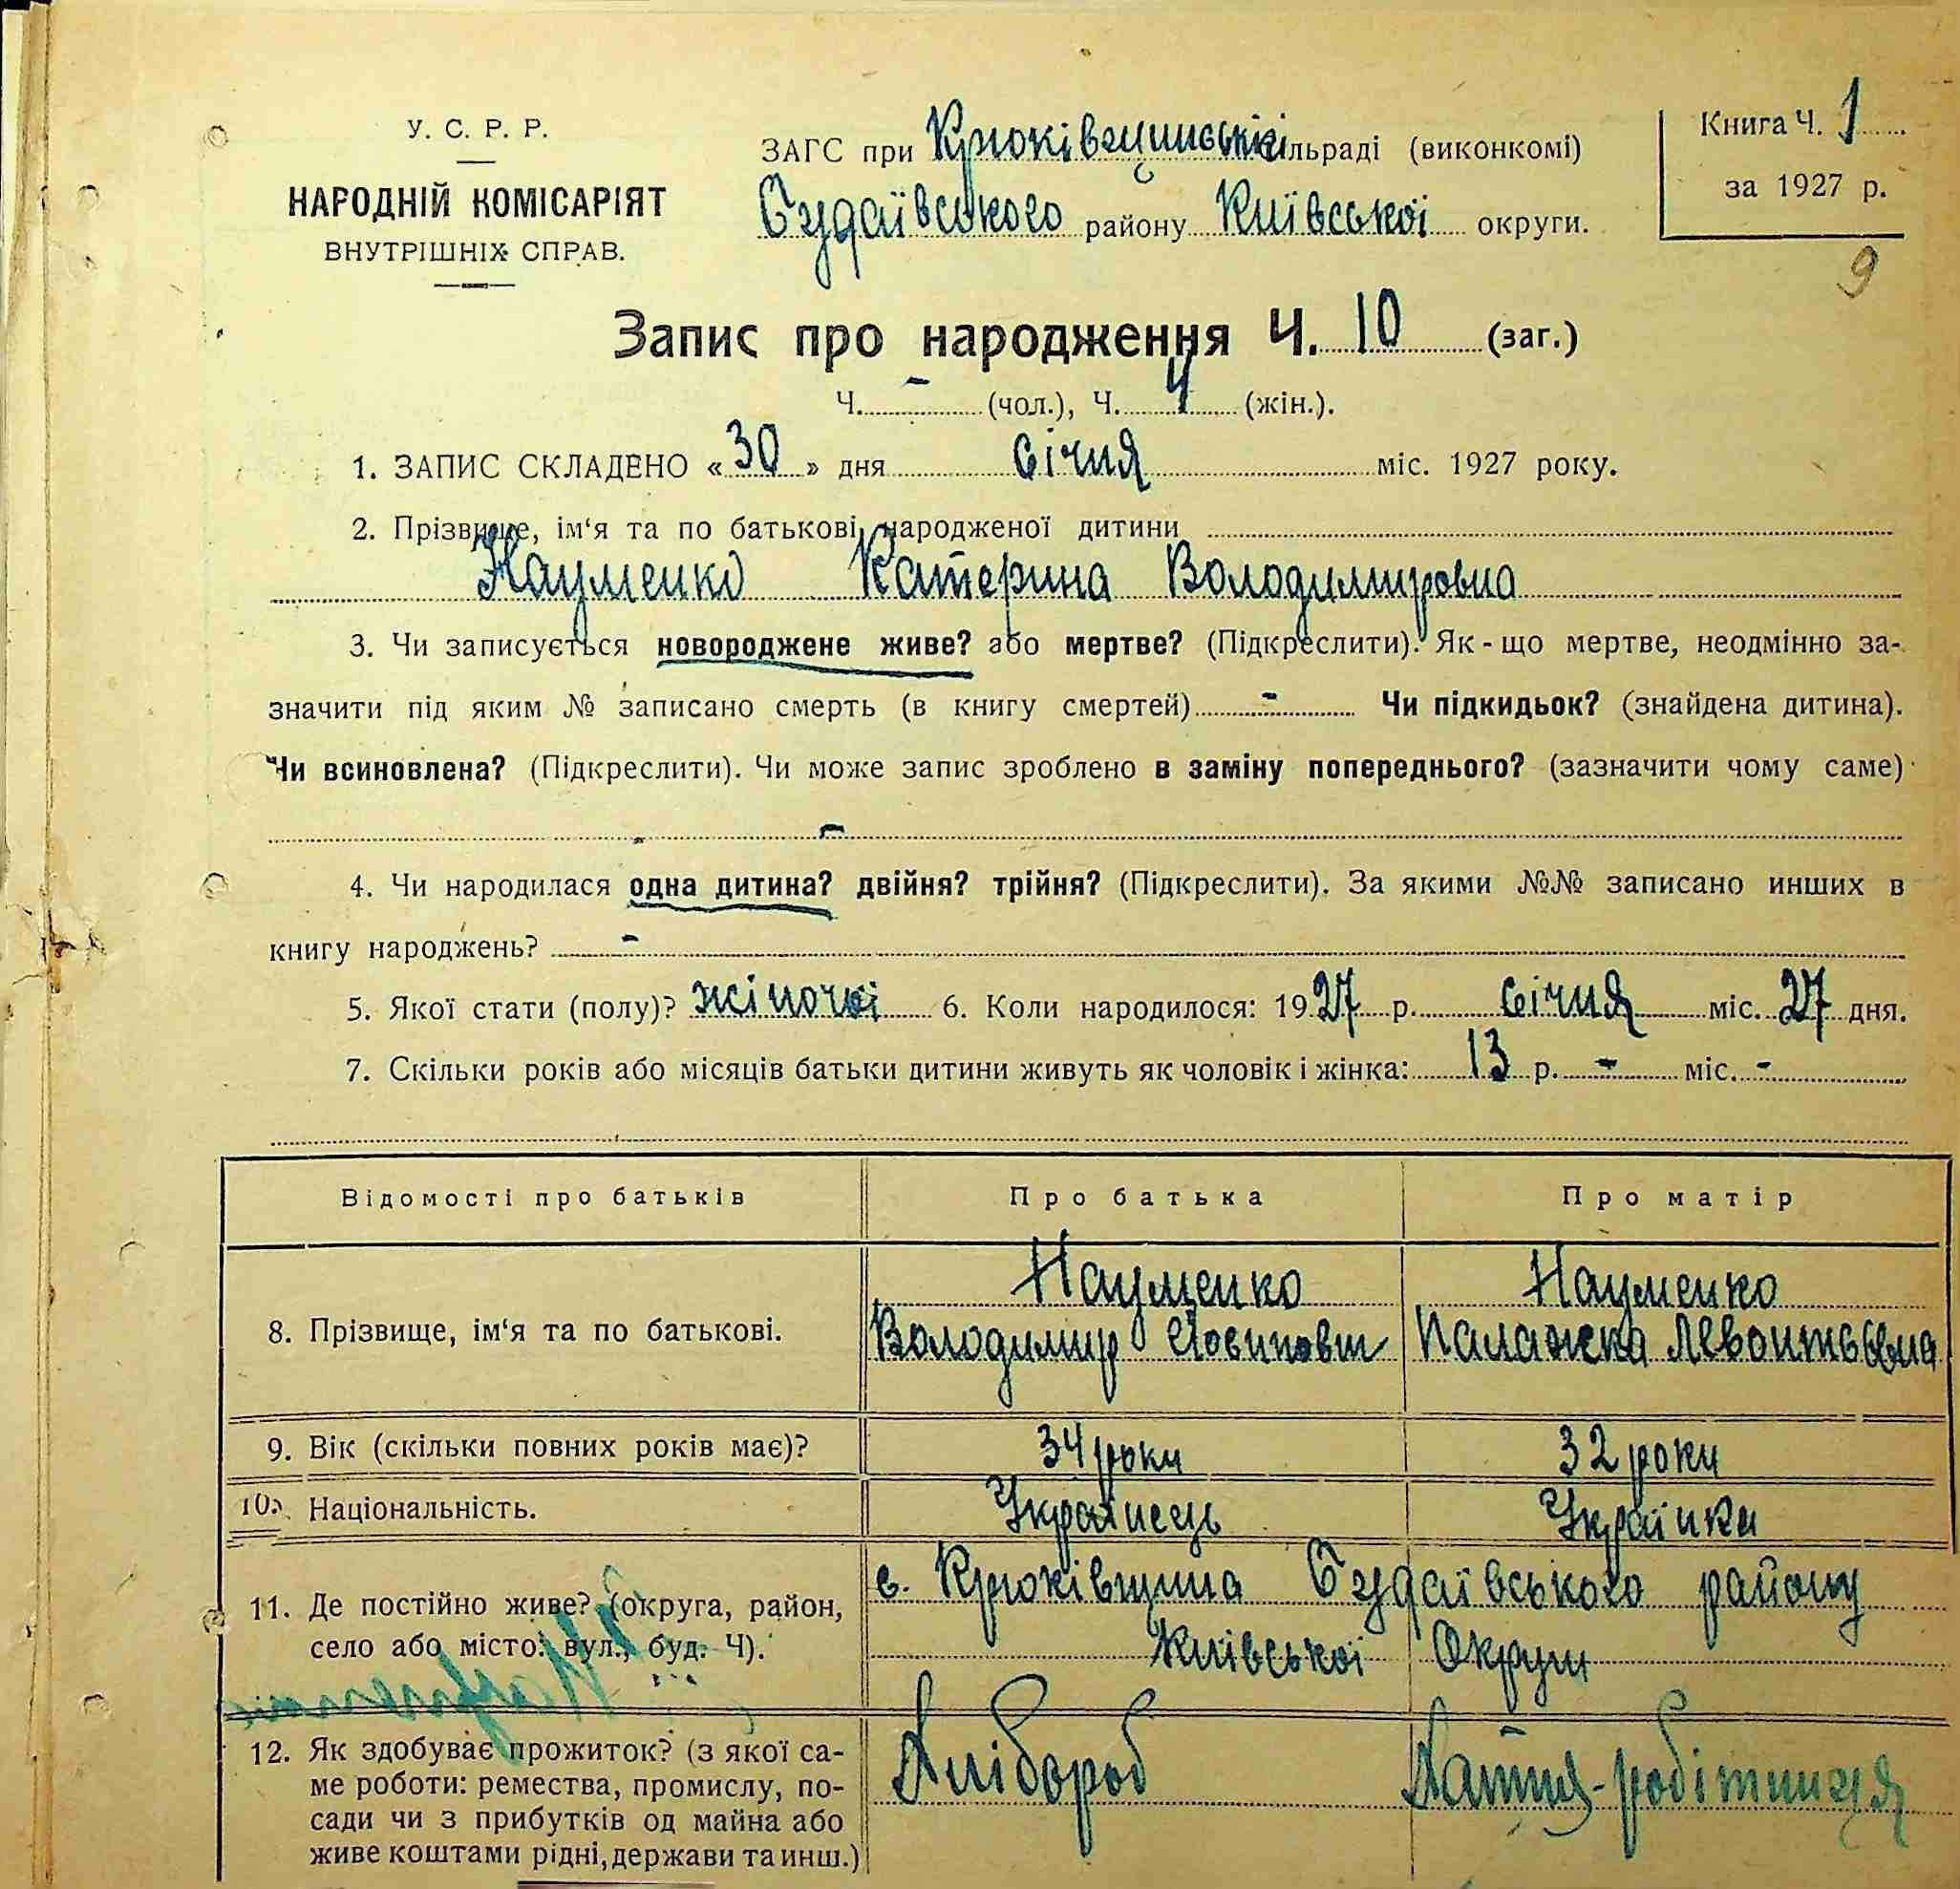 У. С. Р. Р.
НАРОДНІЙ КОМІСАРІЯТ
ВНУТРІШНІХ СПРАВ.
ЗАГС при Крюківщинській сільраді (виконкомі)
Будаївського району Київської округи.
Книга Ч. 1
за 1927 р.
9
Запис про народження Ч. 10 (заг.)
Ч. - (чол.), Ч. 4 (жін.).
1. ЗАПИС СКЛАДЕНО «30» дня січня міс. 1927 року.
2. Прізвище, ім‘я та по батькові народженої дитини
Науменко Катерина Володимировна
3. Чи записується новороджене живе? або мертве? (Підкреслити). Як-що мертве, неодмінно за-
значити під яким № записано смерть (в книгу смертей) - Чи підкидьок? (знайдена дитина).
Чи всиновлена? (Підкреслити). Чи може запис зроблено в заміну попереднього? (зазначити чому саме)
-
4. Чи народилася одна дитина? двійня? трійня? (Підкреслити). За якими №№ записано инших в
книгу народжень? -
5. Якої стати (полу)? жіночої 6. Коли народилося: 1927 р. січня міс. 27 дня.
7. Скільки років або місяців батьки дитини живуть як чоловік і жінка: 13 р. - міс. -
Відомості про батьків Про батька Про матір
8. Прізвище, ім‘я та по батькові.
Науменко Науменко
Володимир Йосипович Палажка Левонтьевна
9. Вік (скільки повних років має)? 34 роки 32 роки
10. Національність. Українець Українка
11. Де постійно живе? (округа, район,
село або місто: вул., буд. Ч).
с. Крюківщина Будаївського району
Київської Округи
12. Як здобуває прожиток? (з якої са-
ме роботи: ремества, промислу, по-
сади чи з прибутків од майна або
живе коштами рідні, держави та инш.)
Хлібороб Хатня-робітниця